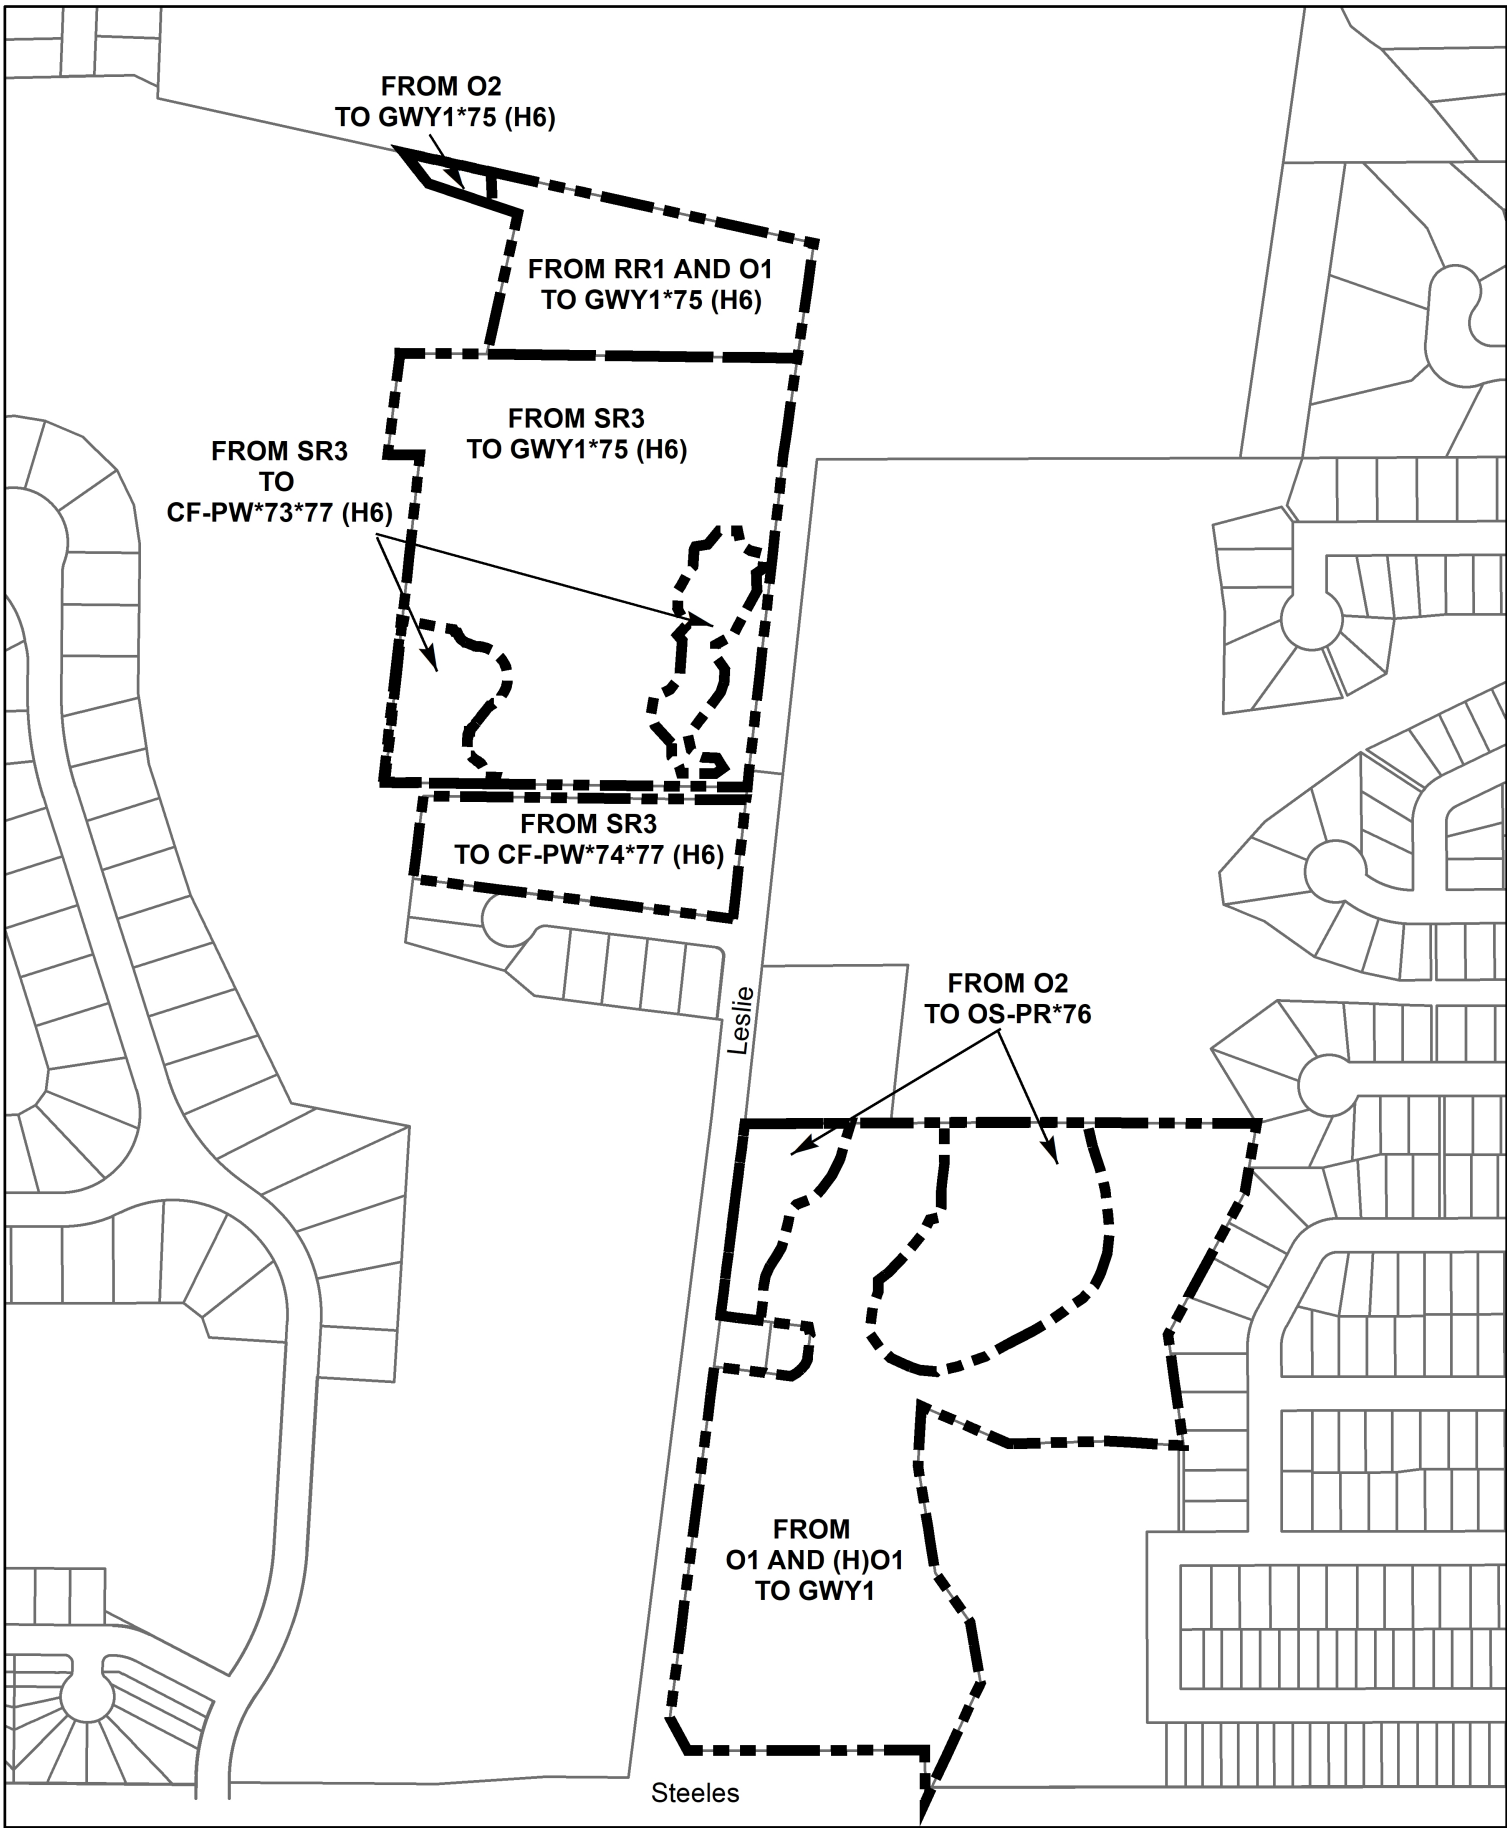 FROM O2
TO GWY1*75 (H6)
FROM RR1 AND O1
TO GWY1*75 (H6)
FROM SR3
TO GWY1*75 (H6)
FROM SR3
TO
CF-PW*73*77 (H6)
FROM SR3
TO CF-PW*74*77 (H6)
Leslie
FROM O2
TO OS-PR*76
FROM
O1 AND (H)O1
TO GWY1
Steeles